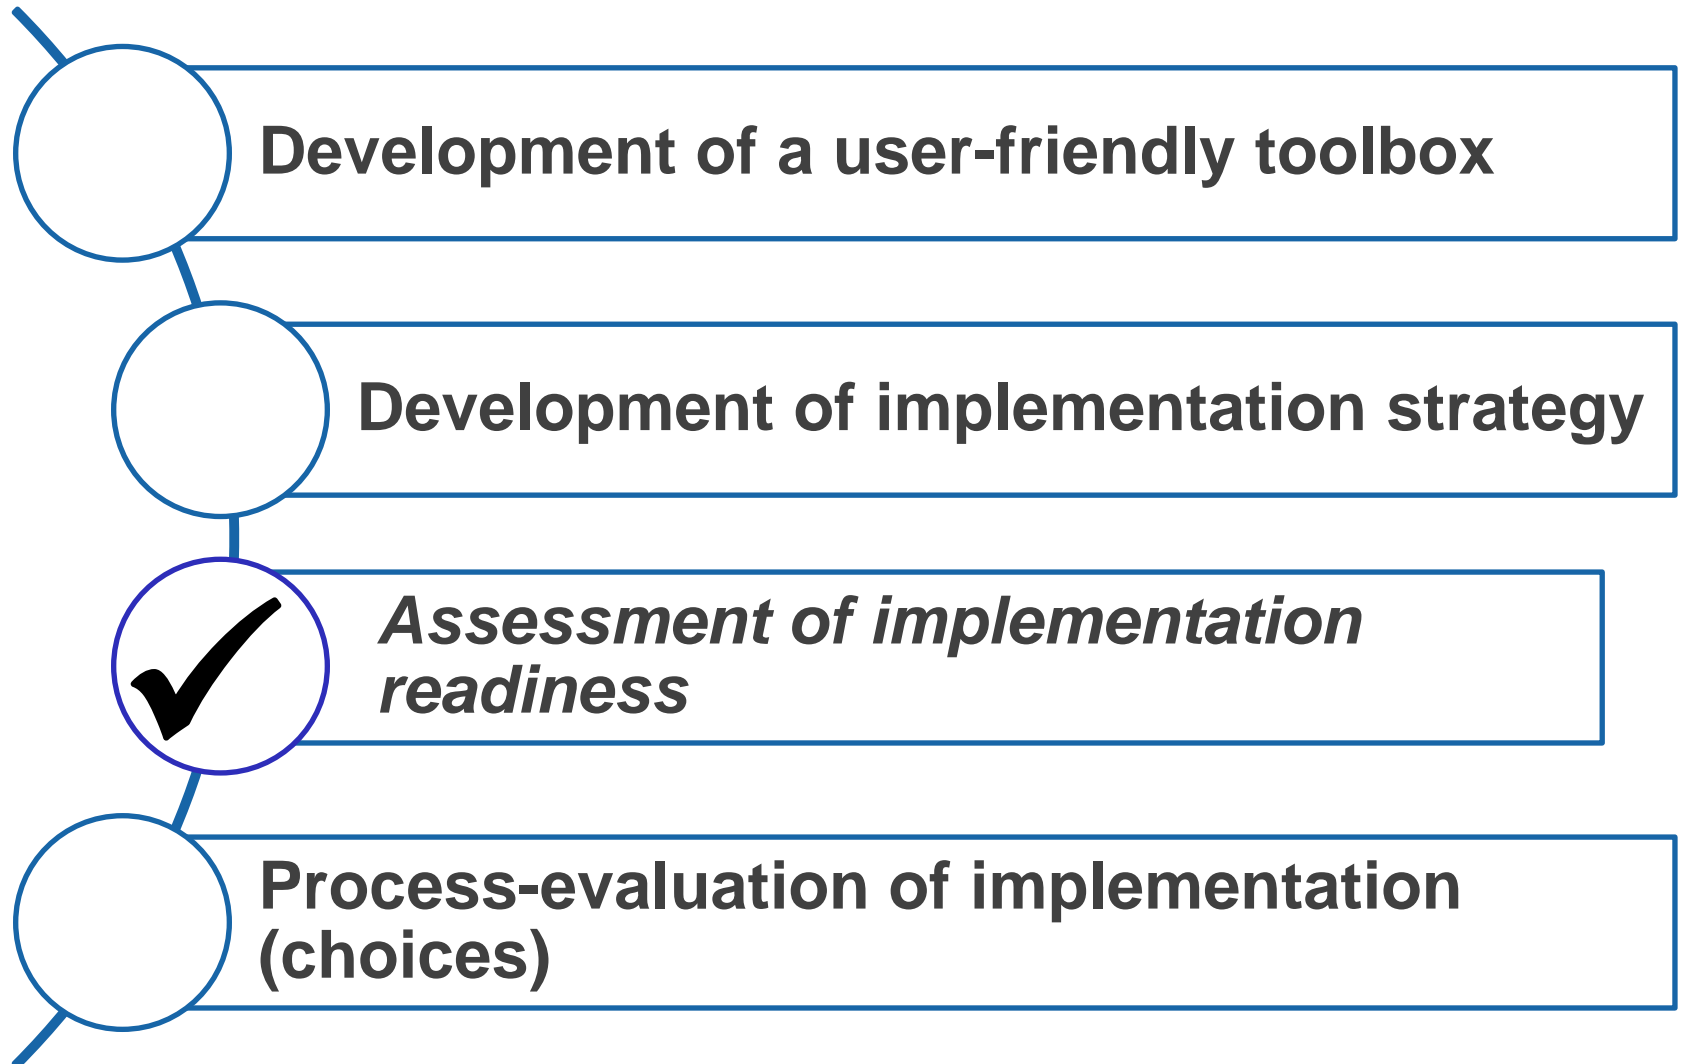 Development of a user-friendly toolbox
Development of implementation strategy
Assessment of implementation
readiness
Process-evaluation of implementation
(choices)